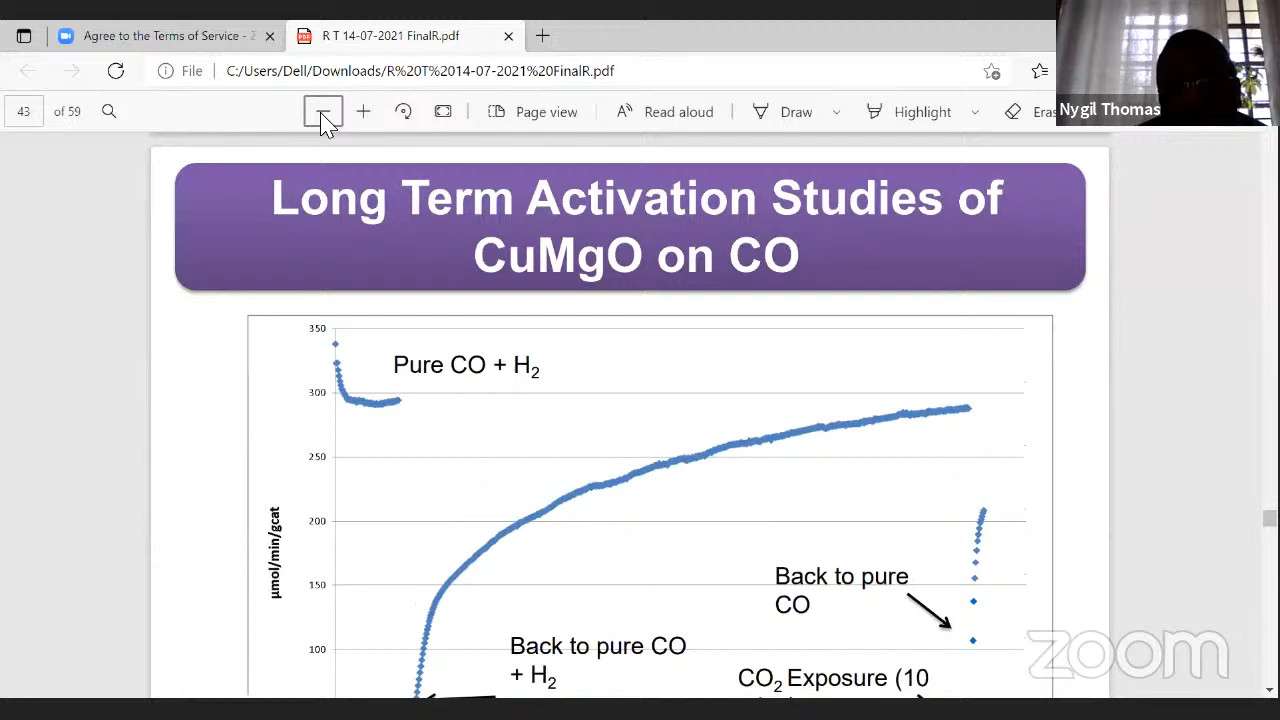 Agree to the Terms of Service - Z
R T 14-07-2021 FinalR.pdf
File
C:/Users/Dell/Downloads/R%20T%2014-07-2021%20FinalR.pdf
43 of 59
Page view
Read aloud
Draw
Highlight
Eras
Nygil Thomas
Long Term Activation Studies of
CuMgO on CO
350
Pure CO + H₂
300
250
200
µmol/min/gcat
150
Back to pure
CO
100
Back to pure CO
+ H₂
CO₂ Exposure (10
zoom